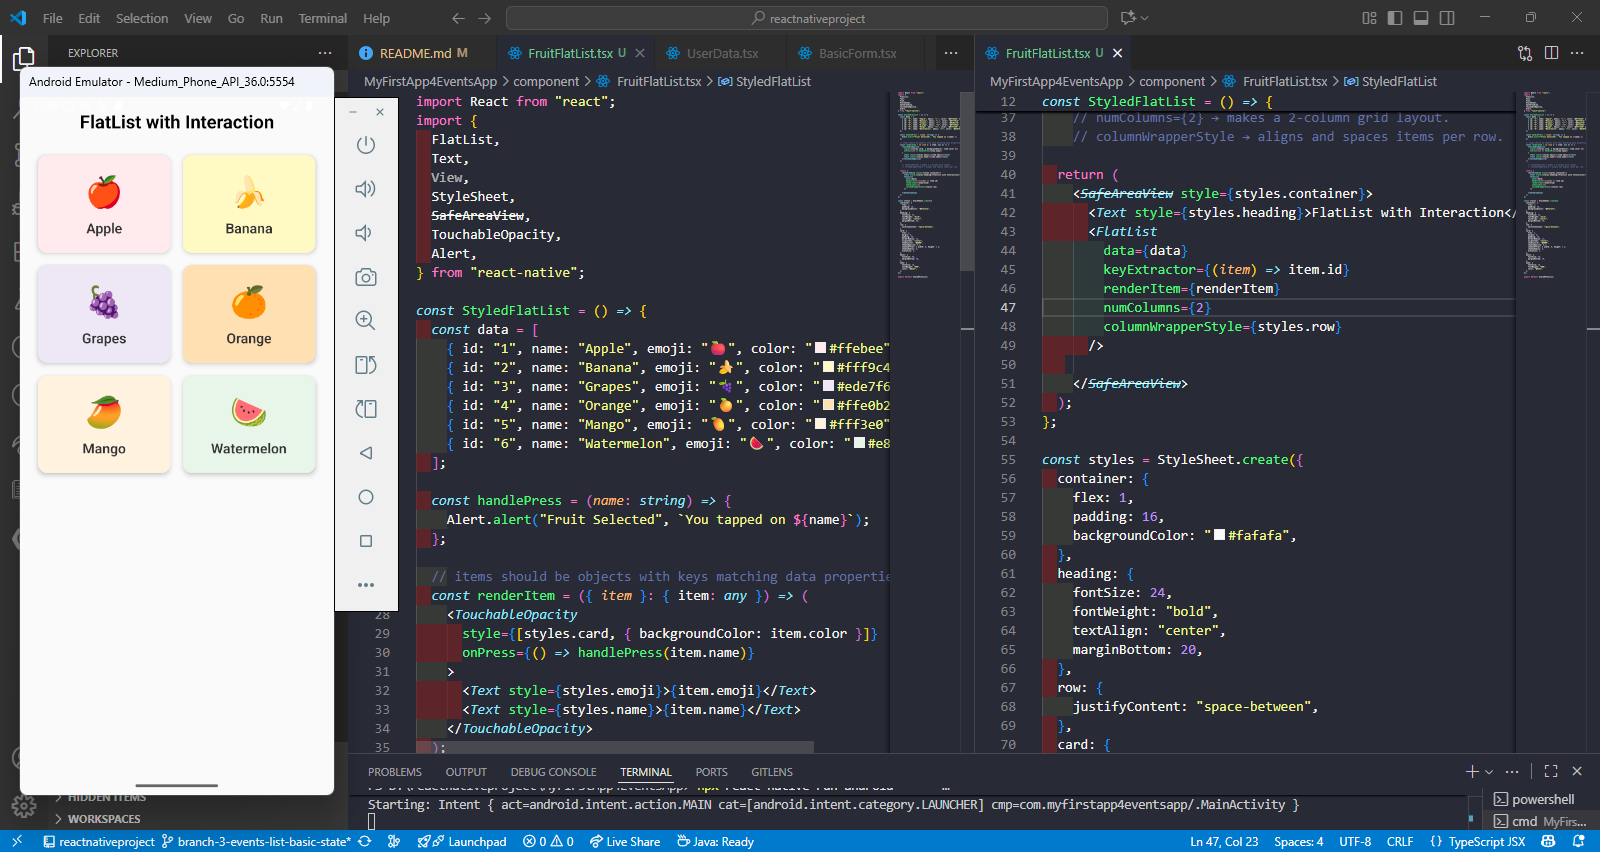 File Edit Selection View Go Run Terminal Help
reactnativeproject
EXPLORER
README.md M
FruitFlatList.tsx U
UserData.tsx
BasicForm.tsx
FruitFlatList.tsx U
MyFirstApp4EventsApp > component > FruitFlatList.tsx > StyledFlatList
MyFirstApp4EventsApp > component > FruitFlatList.tsx > StyledFlatList
Android Emulator - Medium_Phone_API_36.0:5554
FlatList with Interaction
Apple
Banana
Grapes
Orange
Mango
Watermelon
HIDDEN ITEMS
WORKSPACES
import React from "react";
import {
FlatList,
Text,
View,
StyleSheet,
SafeAreaView,
TouchableOpacity,
Alert,
} from "react-native";
const StyledFlatList = () => {
const data = [
{ id: "1", name: "Apple", emoji: "🍎", color: "#ffebee"
{ id: "2", name: "Banana", emoji: "🍌", color: "#fff9c4
{ id: "3", name: "Grapes", emoji: "🍇", color: "#ede7f6
{ id: "4", name: "Orange", emoji: "🍊", color: "#ffe0b2
{ id: "5", name: "Mango", emoji: "🥭", color: "#fff3e0"
{ id: "6", name: "Watermelon", emoji: "🍉", color: "#e8
];
const handlePress = (name: string) => {
Alert.alert("Fruit Selected", `You tapped on ${name}`);
};
// items should be objects with keys matching data propertie
const renderItem = ({ item }: { item: any }) => (
28 <TouchableOpacity
29 style={[styles.card, { backgroundColor: item.color }]}
30 onPress={() => handlePress(item.name)}
31 >
32 <Text style={styles.emoji}>{item.emoji}</Text>
33 <Text style={styles.name}>{item.name}</Text>
34 </TouchableOpacity>
35 );
12 const StyledFlatList = () => {
37 // numColumns={2} → makes a 2-column grid layout.
38 // columnWrapperStyle → aligns and spaces items per row.
39
40 return (
41 <SafeAreaView style={styles.container}>
42 <Text style={styles.heading}>FlatList with Interaction</
43 <FlatList
44 data={data}
45 keyExtractor={(item) => item.id}
46 renderItem={renderItem}
47 numColumns={2}
48 columnWrapperStyle={styles.row}
49 />
50
51 </SafeAreaView>
52 );
53 };
54
55 const styles = StyleSheet.create({
56 container: {
57 flex: 1,
58 padding: 16,
59 backgroundColor: "#fafafa",
60 },
61 heading: {
62 fontSize: 24,
63 fontWeight: "bold",
64 textAlign: "center",
65 marginBottom: 20,
66 },
67 row: {
68 justifyContent: "space-between",
69 },
70 card: {
PROBLEMS OUTPUT DEBUG CONSOLE TERMINAL PORTS GITLENS
Starting: Intent { act=android.intent.action.MAIN cat=[android.intent.category.LAUNCHER] cmp=com.myfirstapp4eventsapp/.MainActivity }
powershell
cmd MyFirs...
reactnativeproject branch-3-events-list-basic-state* Launchpad 0 0 Live Share Java: Ready Ln 47, Col 23 Spaces: 4 UTF-8 CRLF {} TypeScript JSX